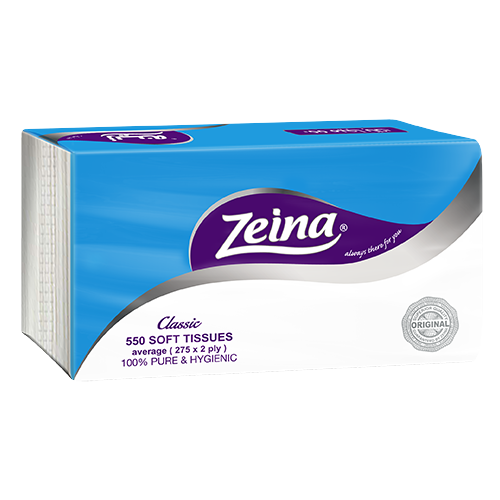 Zeina®
always there for you
Classic
550 SOFT TISSUES
average ( 275 x 2 ply )
100% PURE & HYGIENIC
ORIGINAL